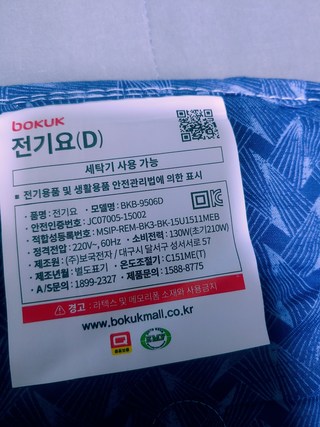 bokuk
전기요(D)
세탁기 사용 가능
▪ 전기용품 및 생활용품 안전관리법에 의한 표시
· 품명 : 전기요 · 모델명 : BKB-9506D
· 안전인증번호 : JC07005-15002
· 적합성등록번호 : MSIP-REM-BK3-BK-15U1511MEB
· 정격전압 : 220V~, 60Hz · 소비전력 : 130W(초기210W)
· 제조원 : (주)보국전자 / 대구시 달서구 성서서로 57
· 제조년월 : 별도표기 · 온도조절기 : C151ME(T)
· A/S문의 : 1899-2327 · 제품문의 : 1588-8775
⚠ 경고 : 라텍스 및 메모리폼 소재와 사용금지
www.bokukmall.co.kr
EMF